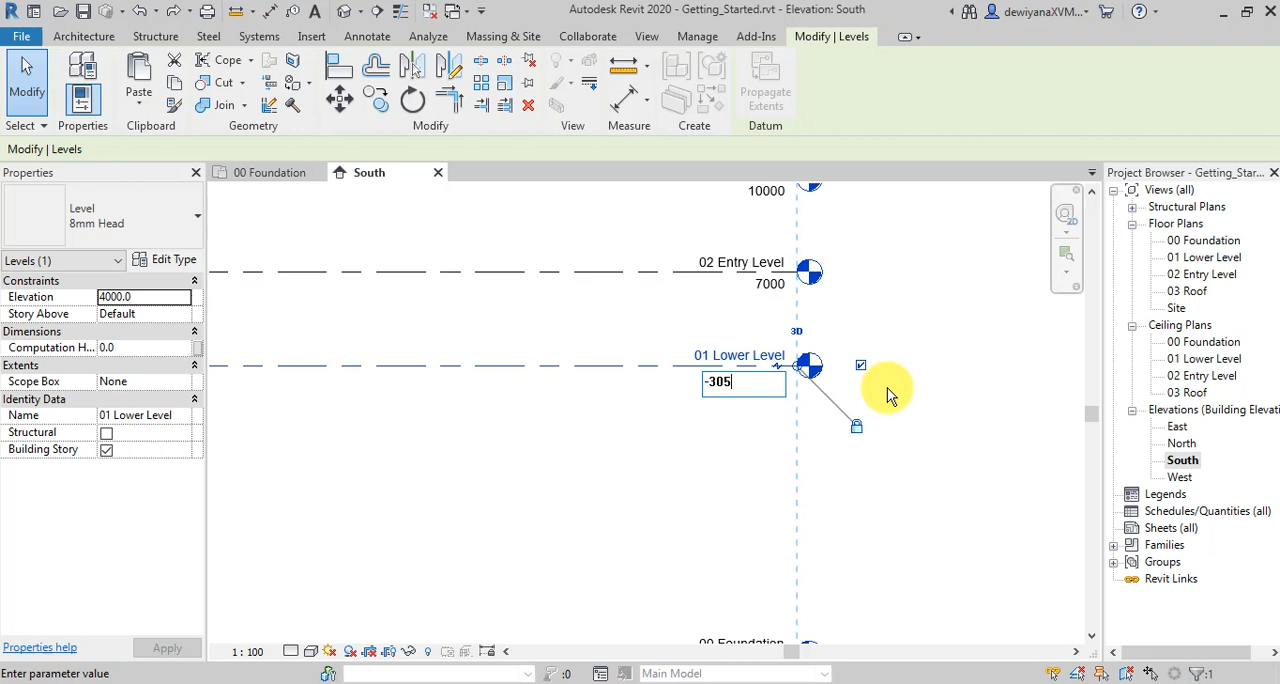 Autodesk Revit 2020 - Getting_Started.rvt - Elevation: South
dewiyanaXVM...
File
Architecture
Structure
Steel
Systems
Insert
Annotate
Analyze
Massing & Site
Collaborate
View
Manage
Add-Ins
Modify | Levels
Modify
Paste
Cope
Cut
Join
Propagate
Extents
Select
Properties
Clipboard
Geometry
Modify
View
Measure
Create
Datum
Modify | Levels
Properties
00 Foundation
South
Project Browser - Getting_Star...
Level
8mm Head
Levels (1)
Edit Type
Constraints
Elevation
4000.0
Story Above
Default
Dimensions
Computation H...
0.0
Extents
Scope Box
None
Identity Data
Name
01 Lower Level
Structural
Building Story
Properties help
Apply
10000
02 Entry Level
7000
3D
01 Lower Level
-305
00 Foundation
2D
Views (all)
Structural Plans
Floor Plans
00 Foundation
01 Lower Level
02 Entry Level
03 Roof
Site
Ceiling Plans
00 Foundation
01 Lower Level
02 Entry Level
03 Roof
Elevations (Building Elevati
East
North
South
West
Legends
Schedules/Quantities (all)
Sheets (all)
Families
Groups
Revit Links
1 : 100
Enter parameter value
:0
Main Model
:1